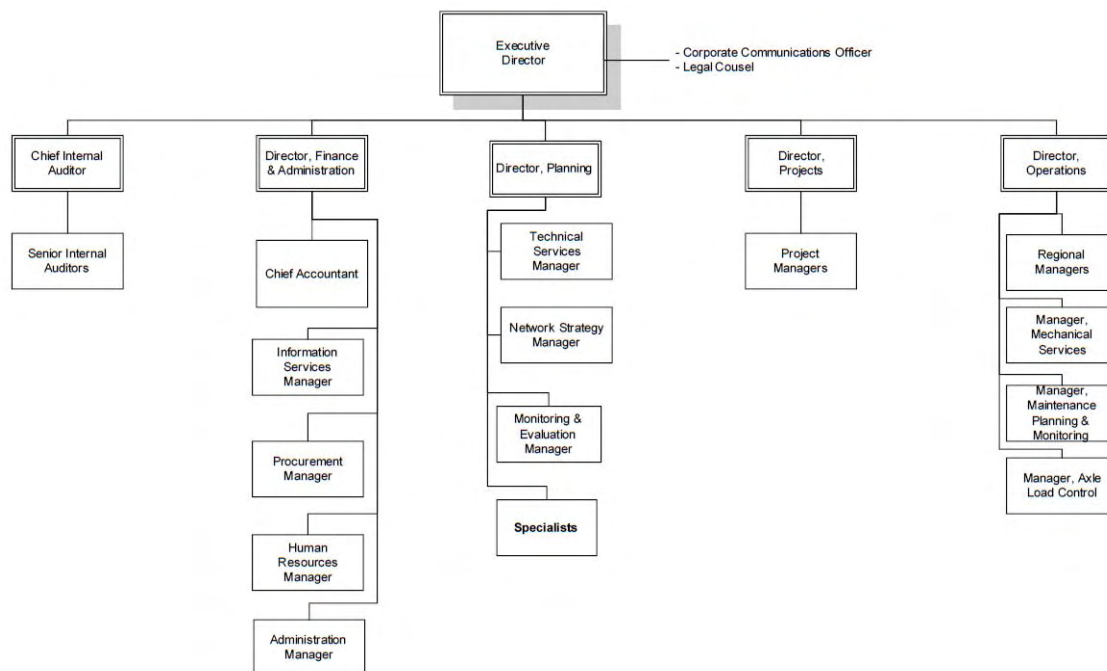 Executive
Director
- Corporate Communications Officer
- Legal Cousel
Chief Internal
Auditor
Director, Finance
& Administration
Director, Planning
Director,
Projects
Director,
Operations
Senior Internal
Auditors
Chief Accountant
Information
Services
Manager
Procurement
Manager
Human
Resources
Manager
Administration
Manager
Technical
Services
Manager
Network Strategy
Manager
Monitoring &
Evaluation
Manager
Specialists
Project
Managers
Regional
Managers
Manager,
Mechanical
Services
Manager,
Maintenance
Planning &
Monitoring
Manager, Axle
Load Control